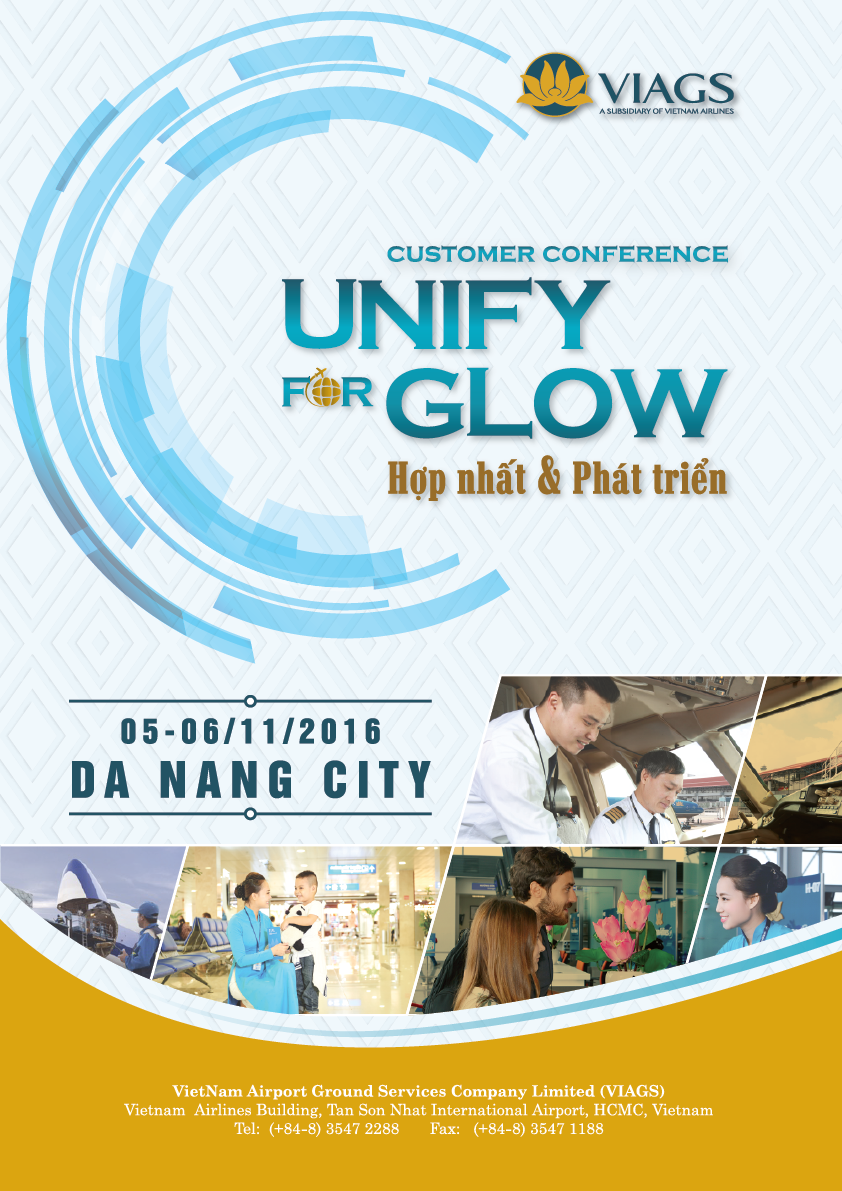 VIAGS
A SUBSIDIARY OF VIETNAM AIRLINES
CUSTOMER CONFERENCE
UNIFY
FOR GLOW
Hợp nhất & Phát triển
05-06/11/2016
DA NANG CITY
H-07
VietNam Airport Ground Services Company Limited (VIAGS)
Vietnam Airlines Building, Tan Son Nhat International Airport, HCMC, Vietnam
Tel: (+84-8) 3547 2288 Fax: (+84-8) 3547 1188